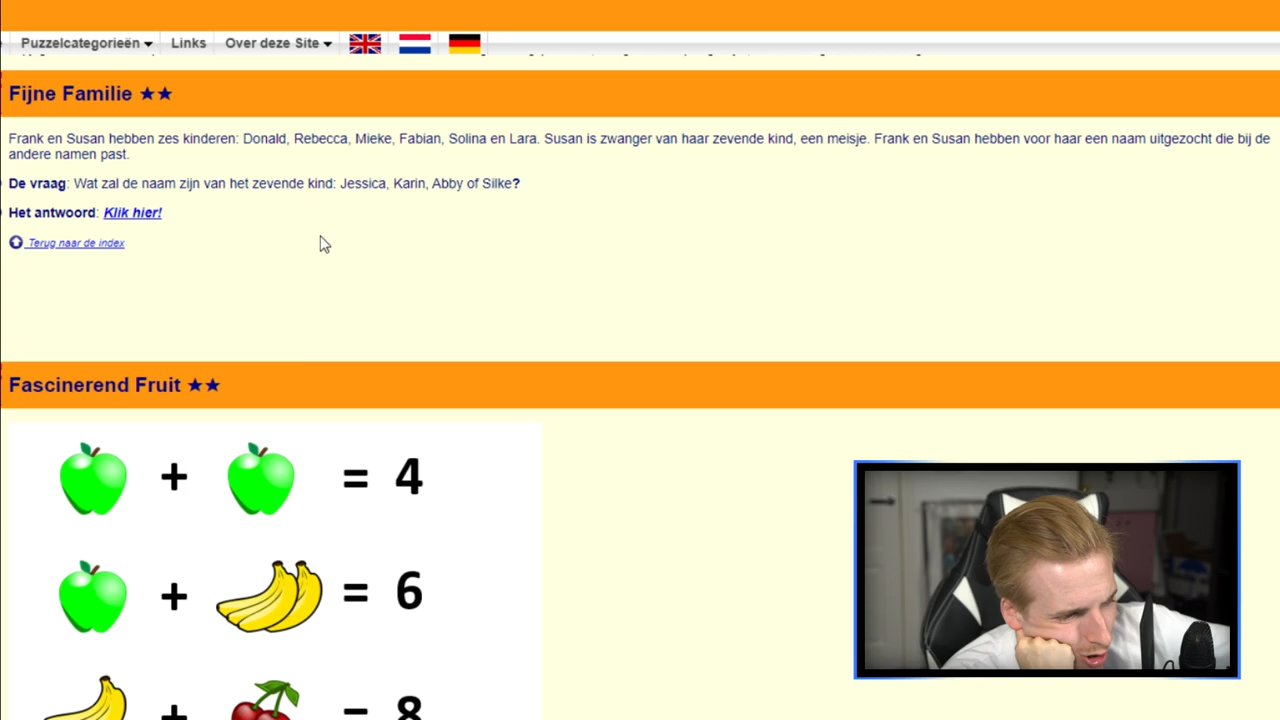 Puzzelcategorieën Links Over deze Site
Fijne Familie ★★
Frank en Susan hebben zes kinderen: Donald, Rebecca, Mieke, Fabian, Solina en Lara. Susan is zwanger van haar zevende kind, een meisje. Frank en Susan hebben voor haar een naam uitgezocht die bij de
andere namen past.
De vraag: Wat zal de naam zijn van het zevende kind: Jessica, Karin, Abby of Silke?
Het antwoord: Klik hier!
Terug naar de index
Fascinerend Fruit ★★
+ = 4
+ = 6
+ = 8